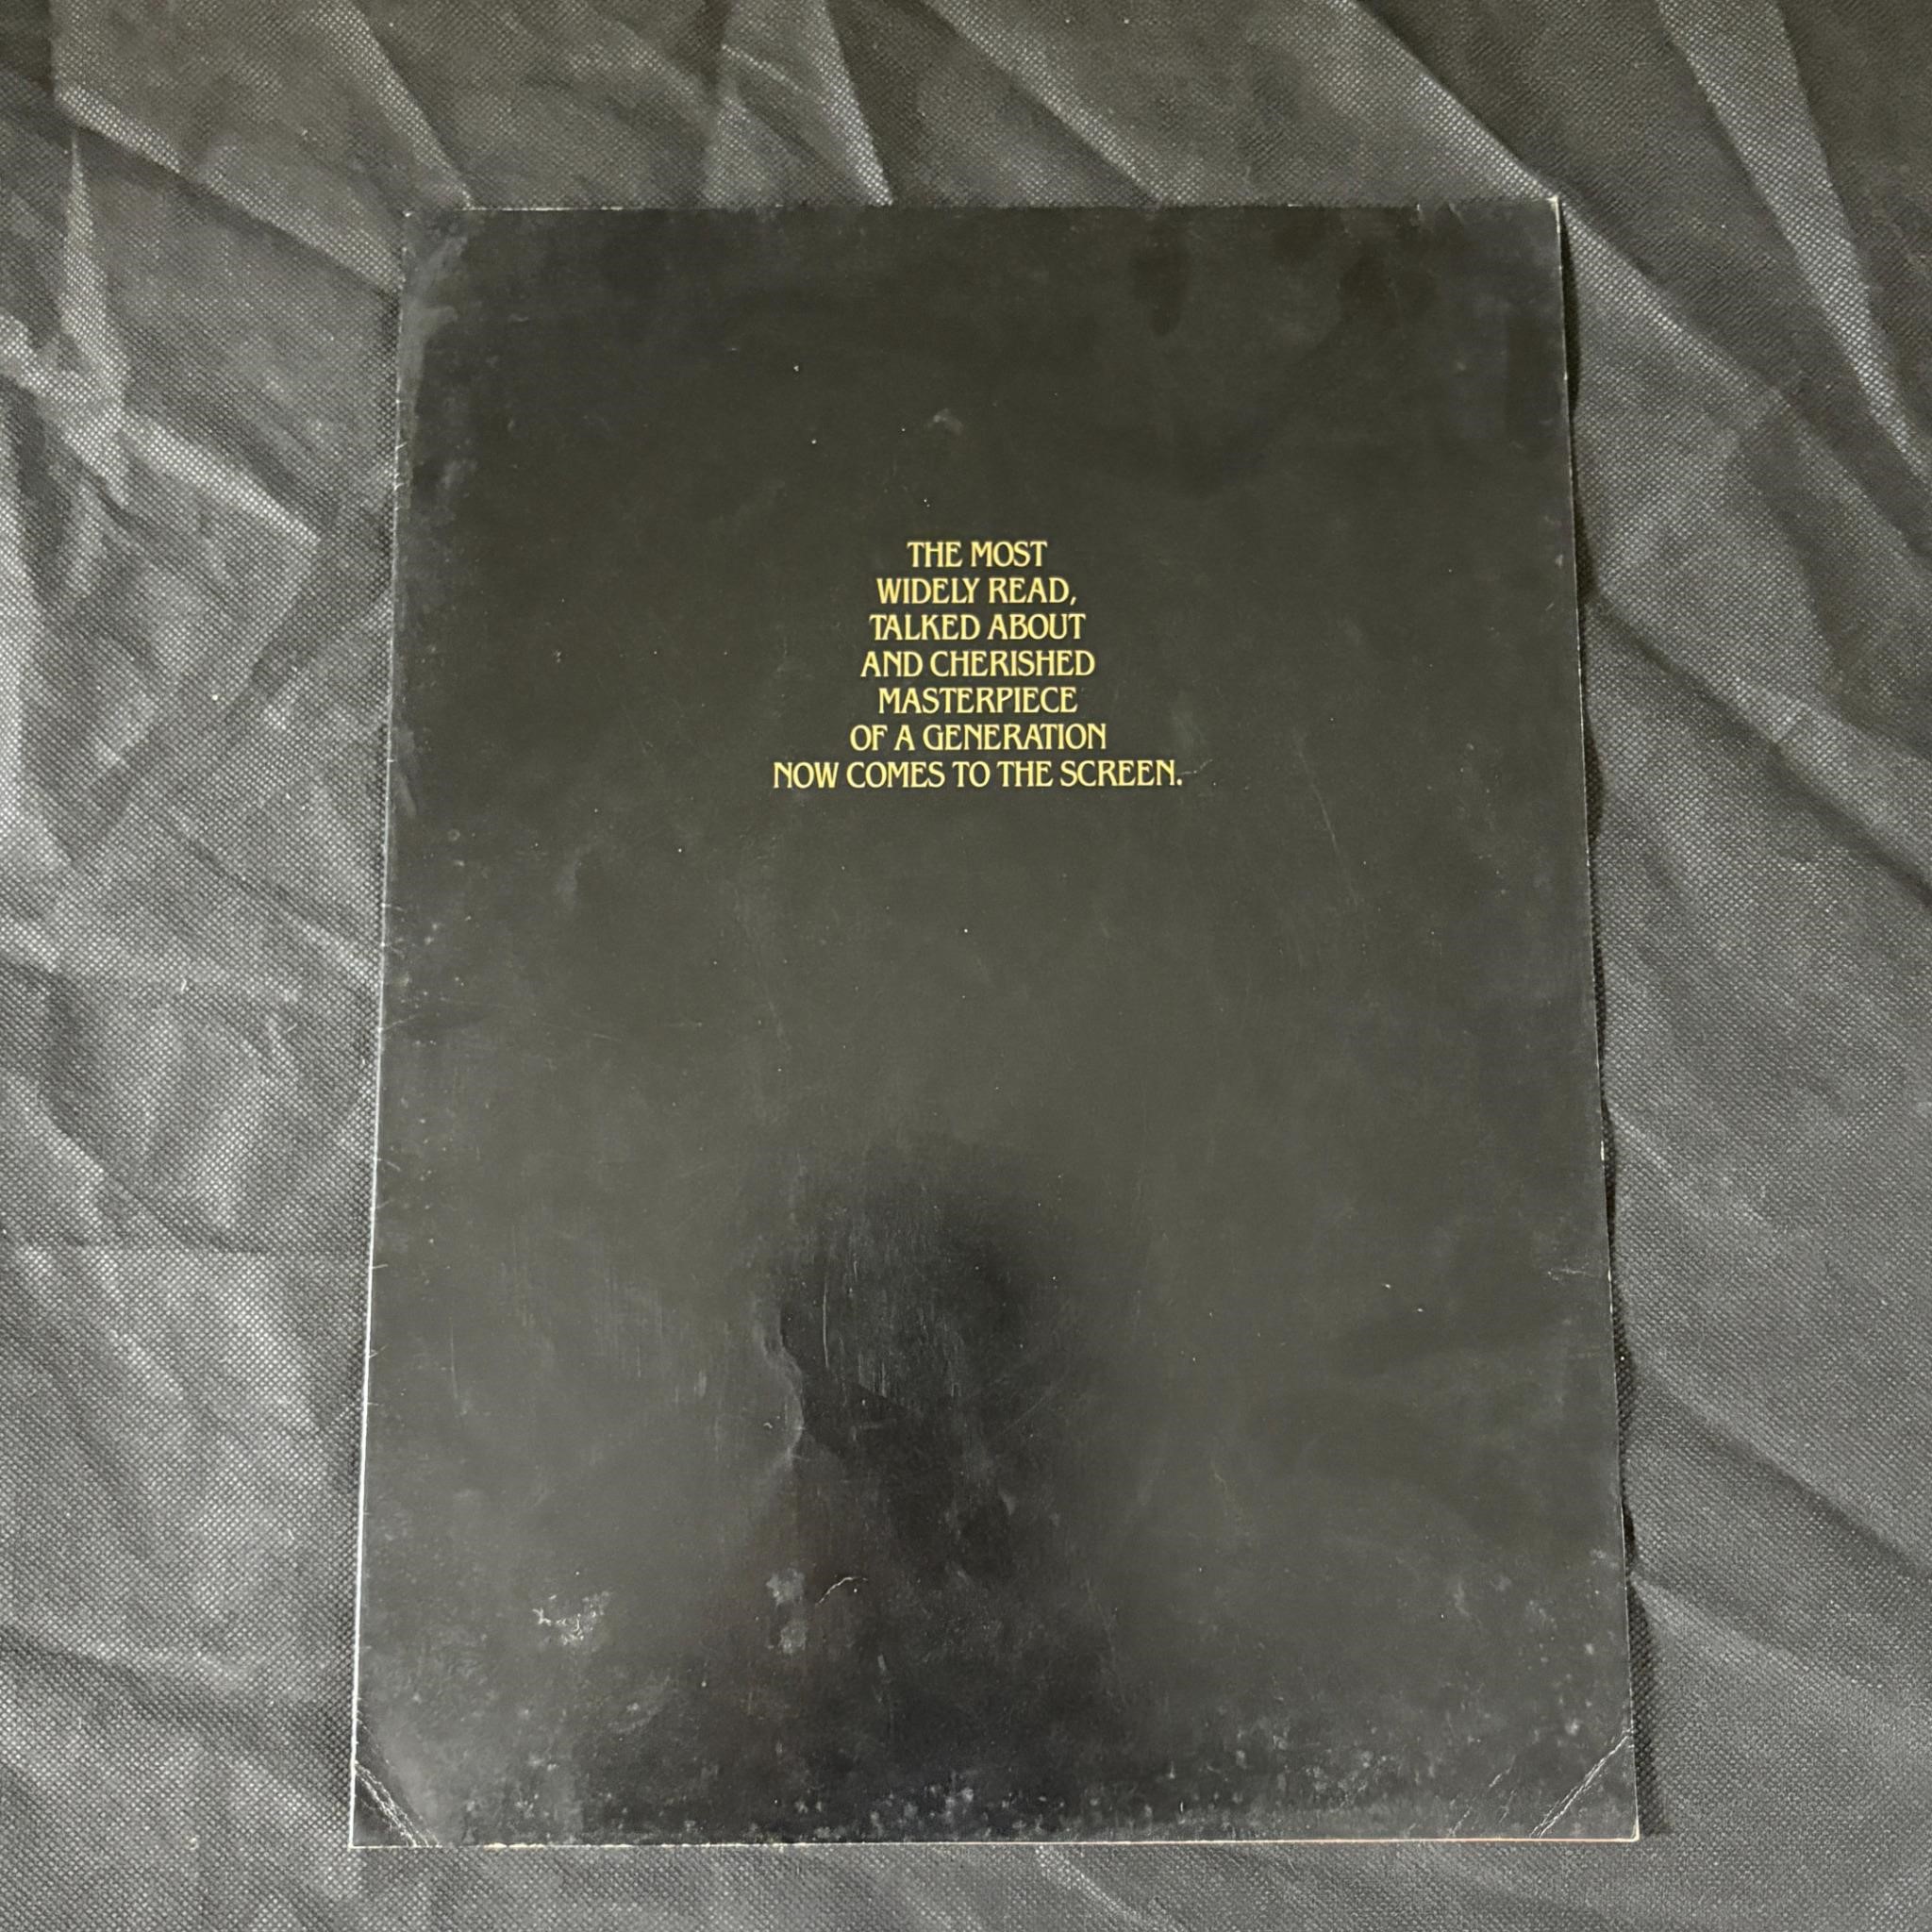 THE MOST
WIDELY READ,
TALKED ABOUT
AND CHERISHED
MASTERPIECE
OF A GENERATION
NOW COMES TO THE SCREEN.